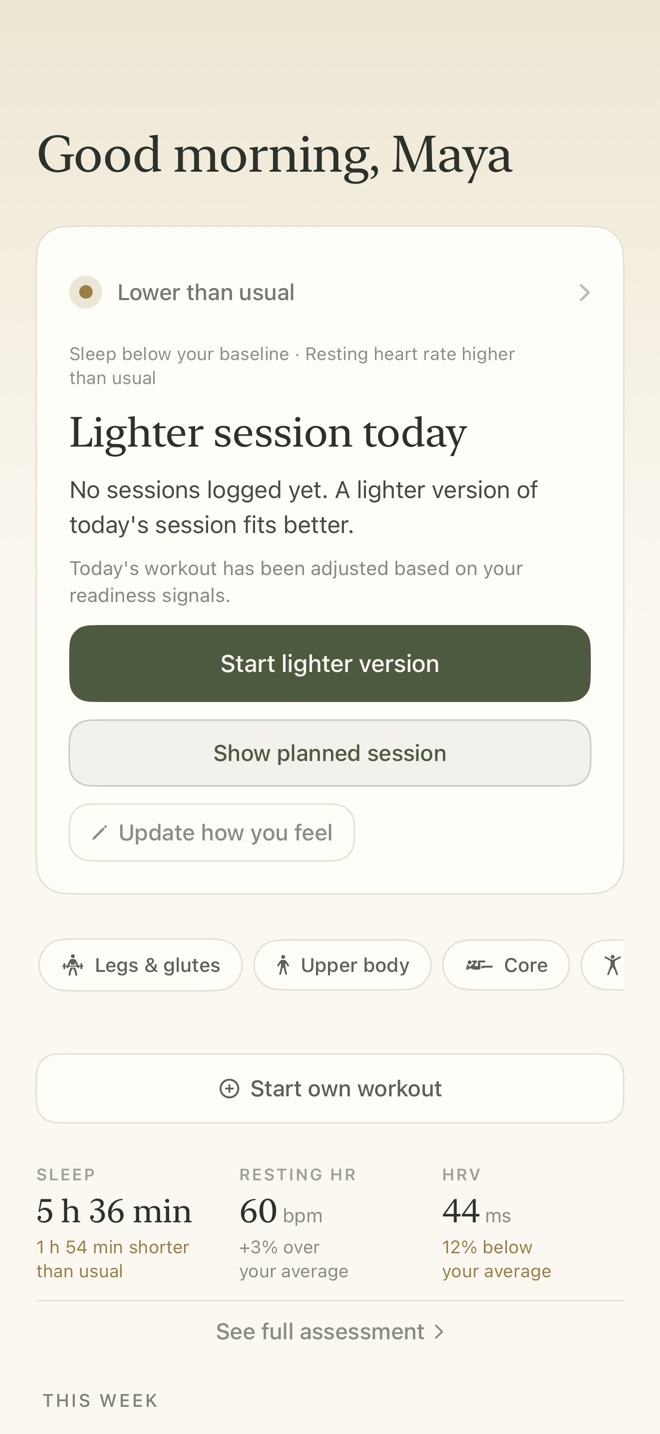 Good morning, Maya
Lower than usual
Sleep below your baseline · Resting heart rate higher
than usual
Lighter session today
No sessions logged yet. A lighter version of
today's session fits better.
Today's workout has been adjusted based on your
readiness signals.
Start lighter version
Show planned session
Update how you feel
Legs & glutes
Upper body
Core
Start own workout
SLEEP
5 h 36 min
1 h 54 min shorter
than usual
RESTING HR
60 bpm
+3% over
your average
HRV
44 ms
12% below
your average
See full assessment
THIS WEEK